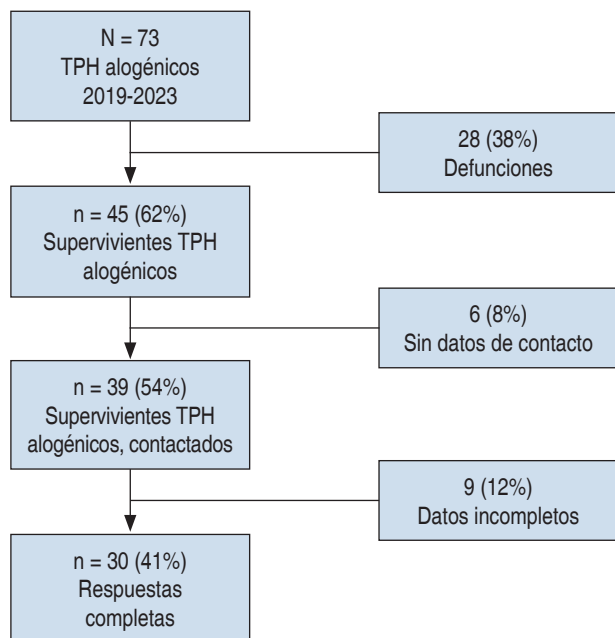 N = 73
TPH alogénicos
2019-2023
28 (38%)
Defunciones
n = 45 (62%)
Supervivientes TPH
alogénicos
6 (8%)
Sin datos de contacto
n = 39 (54%)
Supervivientes TPH
alogénicos, contactados
9 (12%)
Datos incompletos
n = 30 (41%)
Respuestas
completas